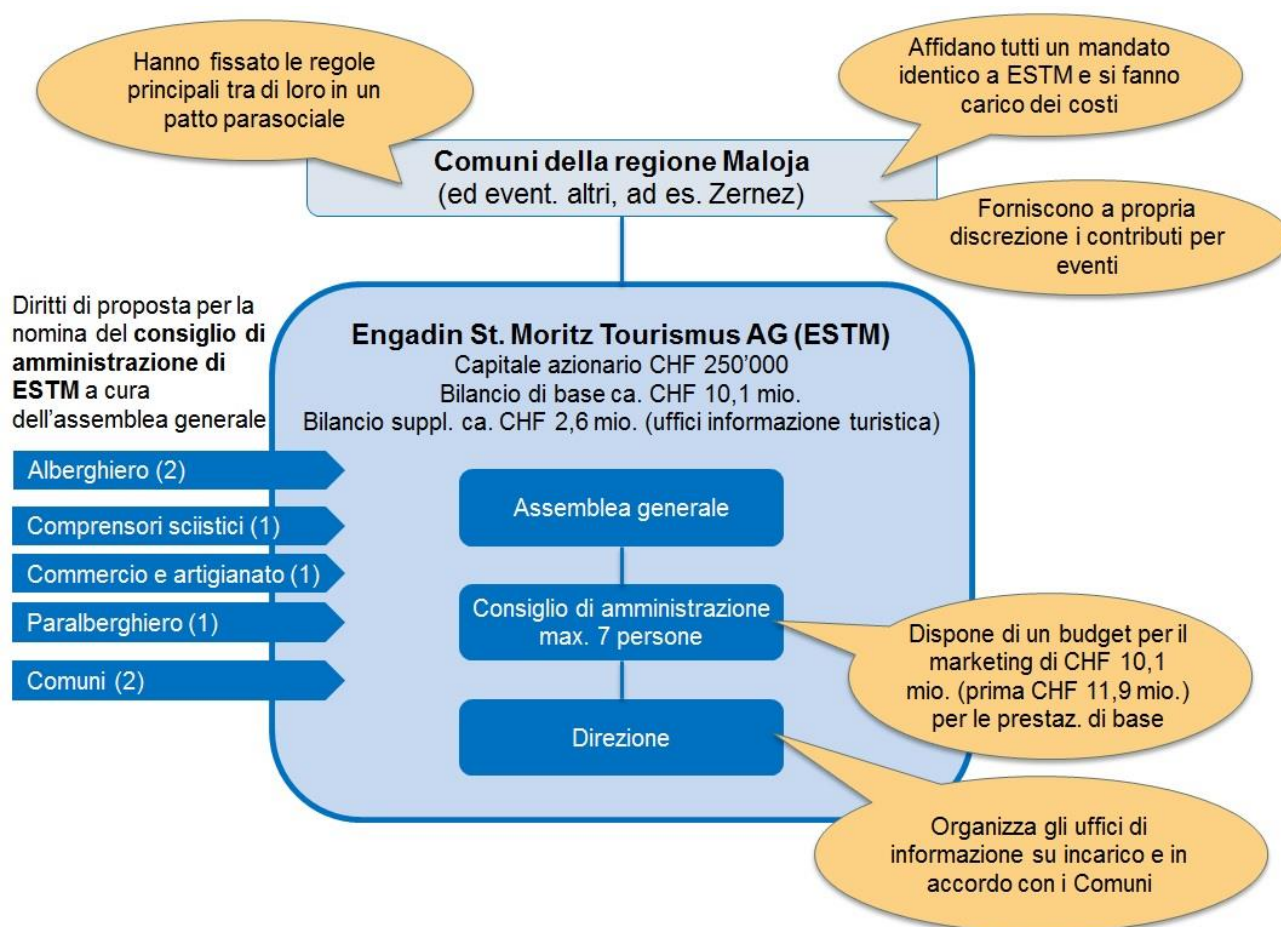 Hanno fissato le regole
principali tra di loro in un
patto parasociale
Affidano tutti un mandato
identico a ESTM e si fanno
carico dei costi
Comuni della regione Maloja
(ed event. altri, ad es. Zernez)
Forniscono a propria
discrezione i contributi per
eventi
Diritti di proposta per la
nomina del consiglio di
amministrazione di
ESTM a cura
dell’assemblea generale
Engadin St. Moritz Tourismus AG (ESTM)
Capitale azionario CHF 250’000
Bilancio di base ca. CHF 10,1 mio.
Bilancio suppl. ca. CHF 2,6 mio. (uffici informazione turistica)
Alberghiero (2)
Comprensori sciistici (1)
Commercio e artigianato (1)
Paralberghiero (1)
Comuni (2)
Assemblea generale
Consiglio di amministrazione
max. 7 persone
Direzione
Dispone di un budget per il
marketing di CHF 10,1
mio. (prima CHF 11,9 mio.)
per le prestaz. di base
Organizza gli uffici di
informazione su incarico e in
accordo con i Comuni